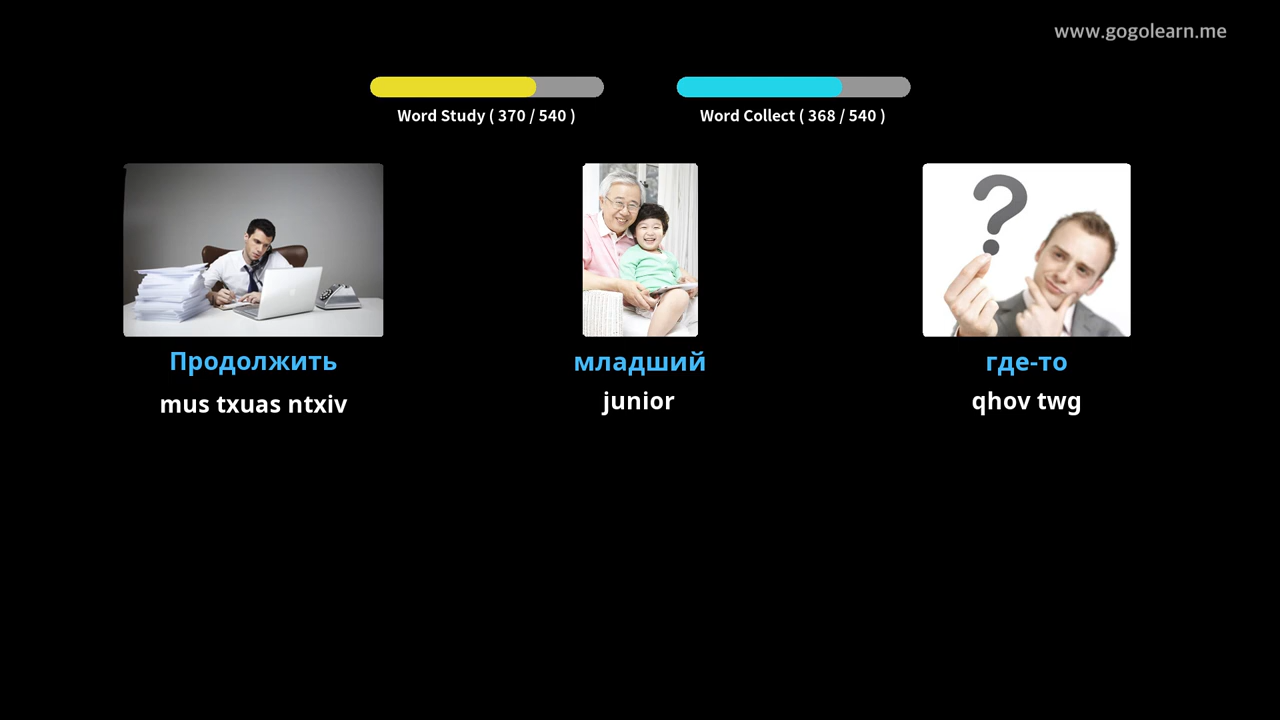 www.gogolearn.me
Word Study ( 370 / 540 )
Word Collect ( 368 / 540 )
Продолжить
mus txuas ntxiv
младший
junior
где-то
qhov twg